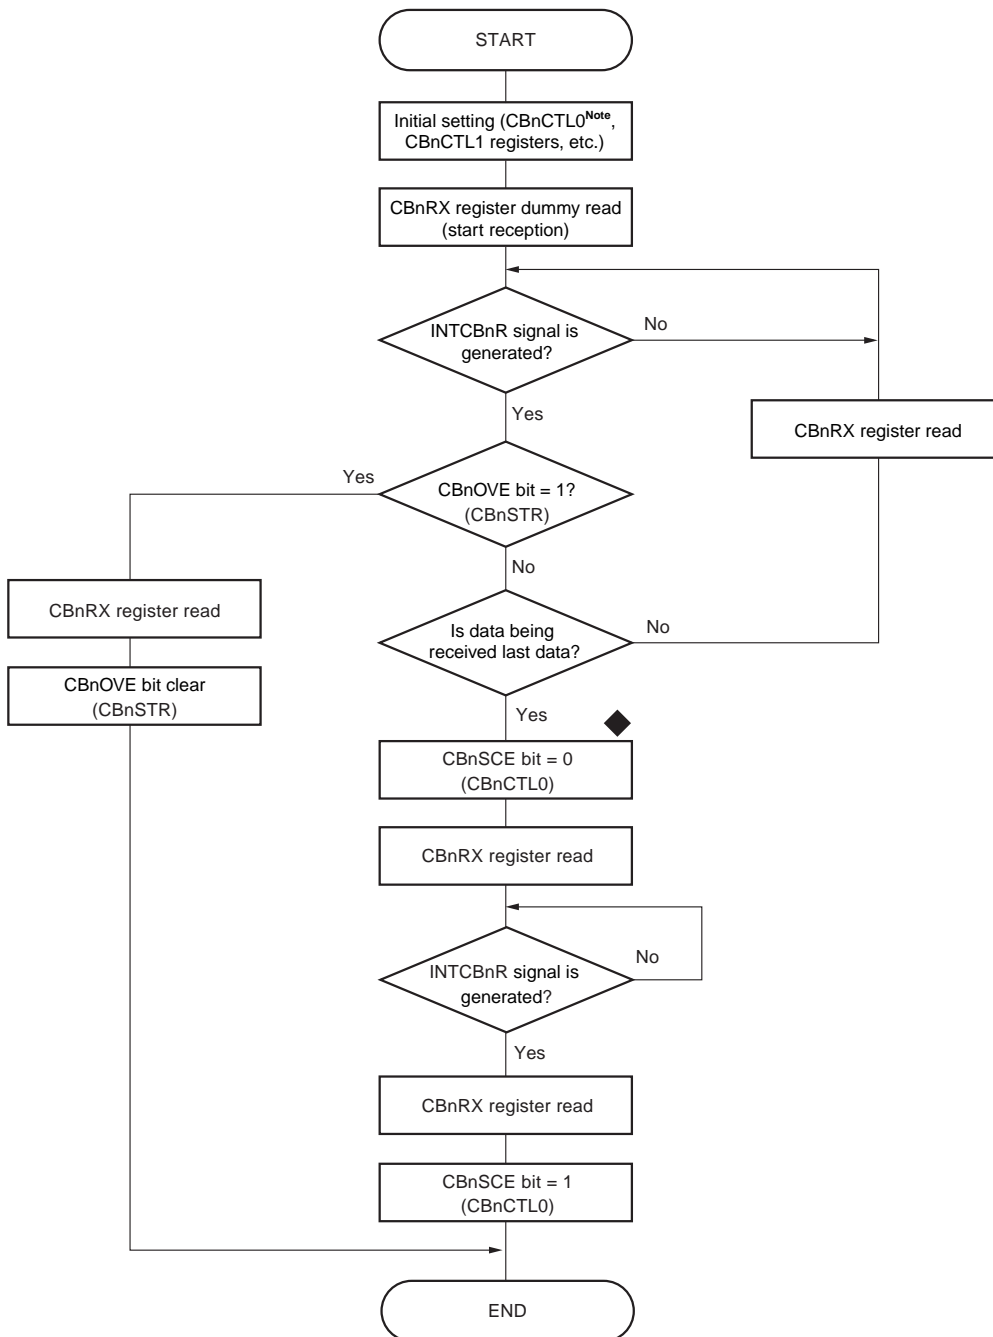 START
Initial setting (CBnCTL0Note,
CBnCTL1 registers, etc.)
CBnRX register dummy read
(start reception)
INTCBnR signal is
generated?
No
Yes
CBnRX register read
Yes
CBnOVE bit = 1?
(CBnSTR)
No
CBnRX register read
Is data being
received last data?
No
CBnOVE bit clear
(CBnSTR)
Yes
CBnSCE bit = 0
(CBnCTL0)
CBnRX register read
INTCBnR signal is
generated?
No
Yes
CBnRX register read
CBnSCE bit = 1
(CBnCTL0)
END